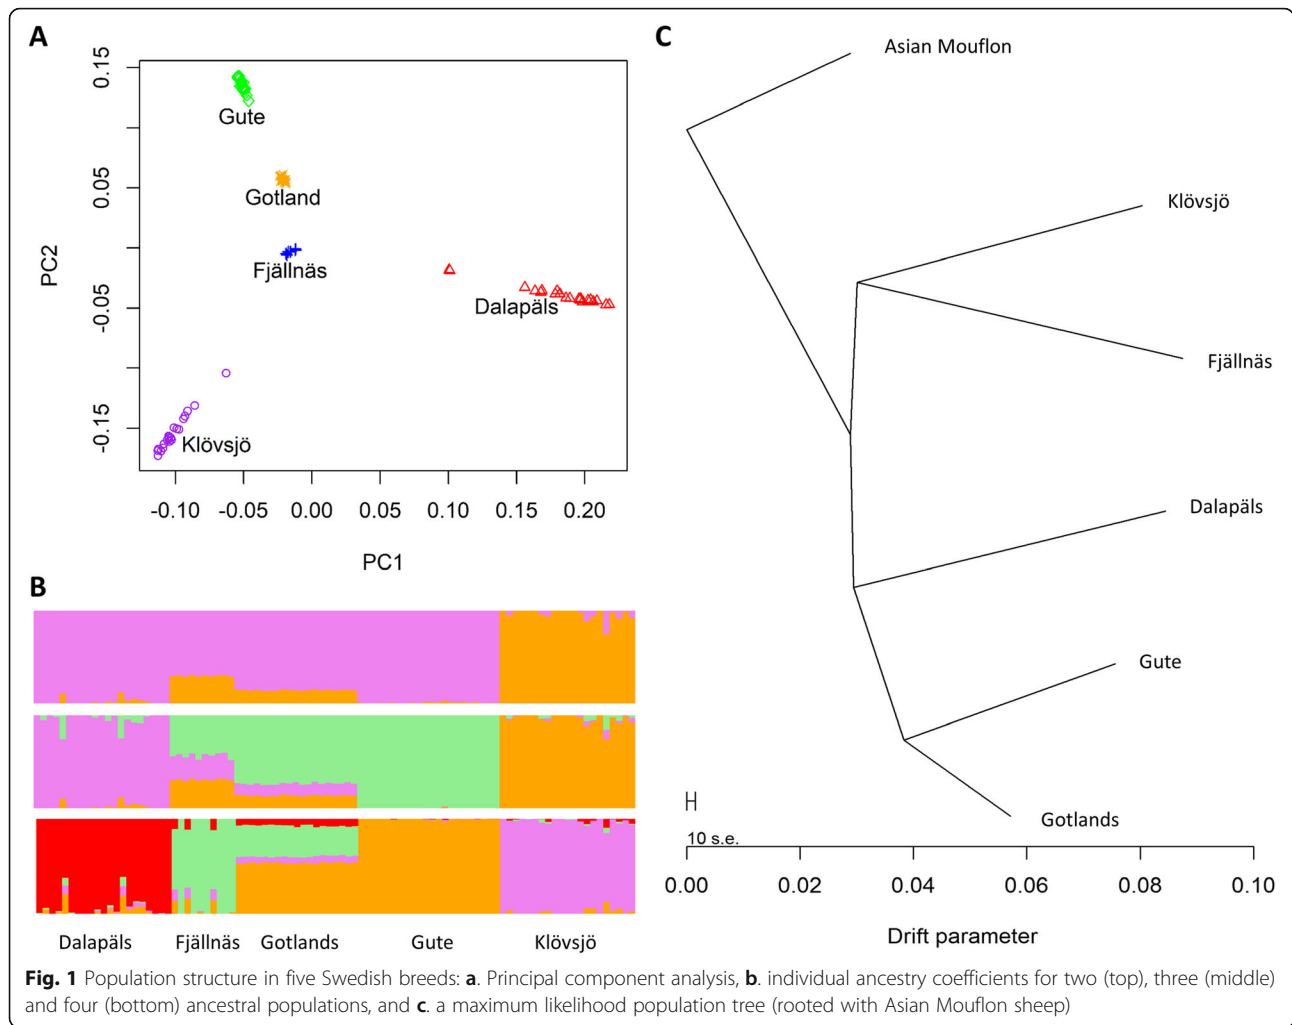 A
0.15
0.05
-0.05
-0.15
PC2
Gute
Gotland
Fjällnäs
Dalapäls
Klövsjö
-0.10 -0.05 0.00 0.05 0.10 0.15 0.20
PC1
B
Dalapäls Fjällnäs Gotlands Gute Klövsjö
C
Asian Mouflon
Klövsjö
Fjällnäs
Dalapäls
Gute
Gotlands
10 s.e.
0.00 0.02 0.04 0.06 0.08 0.10
Drift parameter
Fig. 1 Population structure in five Swedish breeds: a. Principal component analysis, b. individual ancestry coefficients for two (top), three (middle)
and four (bottom) ancestral populations, and c. a maximum likelihood population tree (rooted with Asian Mouflon sheep)